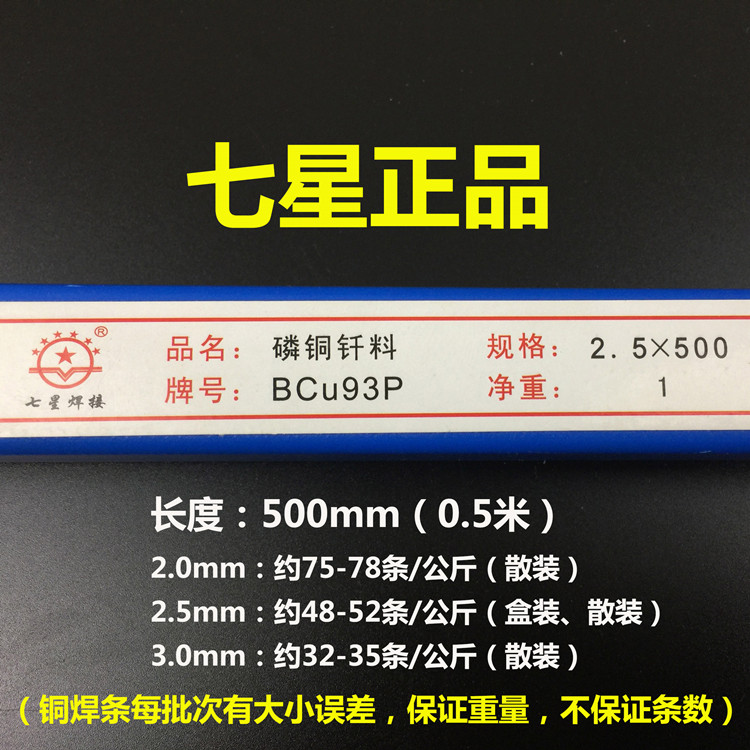 七星正品
®
七星焊接
品名： 磷铜钎料 规格： 2.5×500
牌号： BCu93P 净重： 1
长度：500mm（0.5米）
2.0mm：约75-78条/公斤（散装）
2.5mm：约48-52条/公斤（盒装、散装）
3.0mm：约32-35条/公斤（散装）
（铜焊条每批次有大小误差，保证重量，不保证条数）